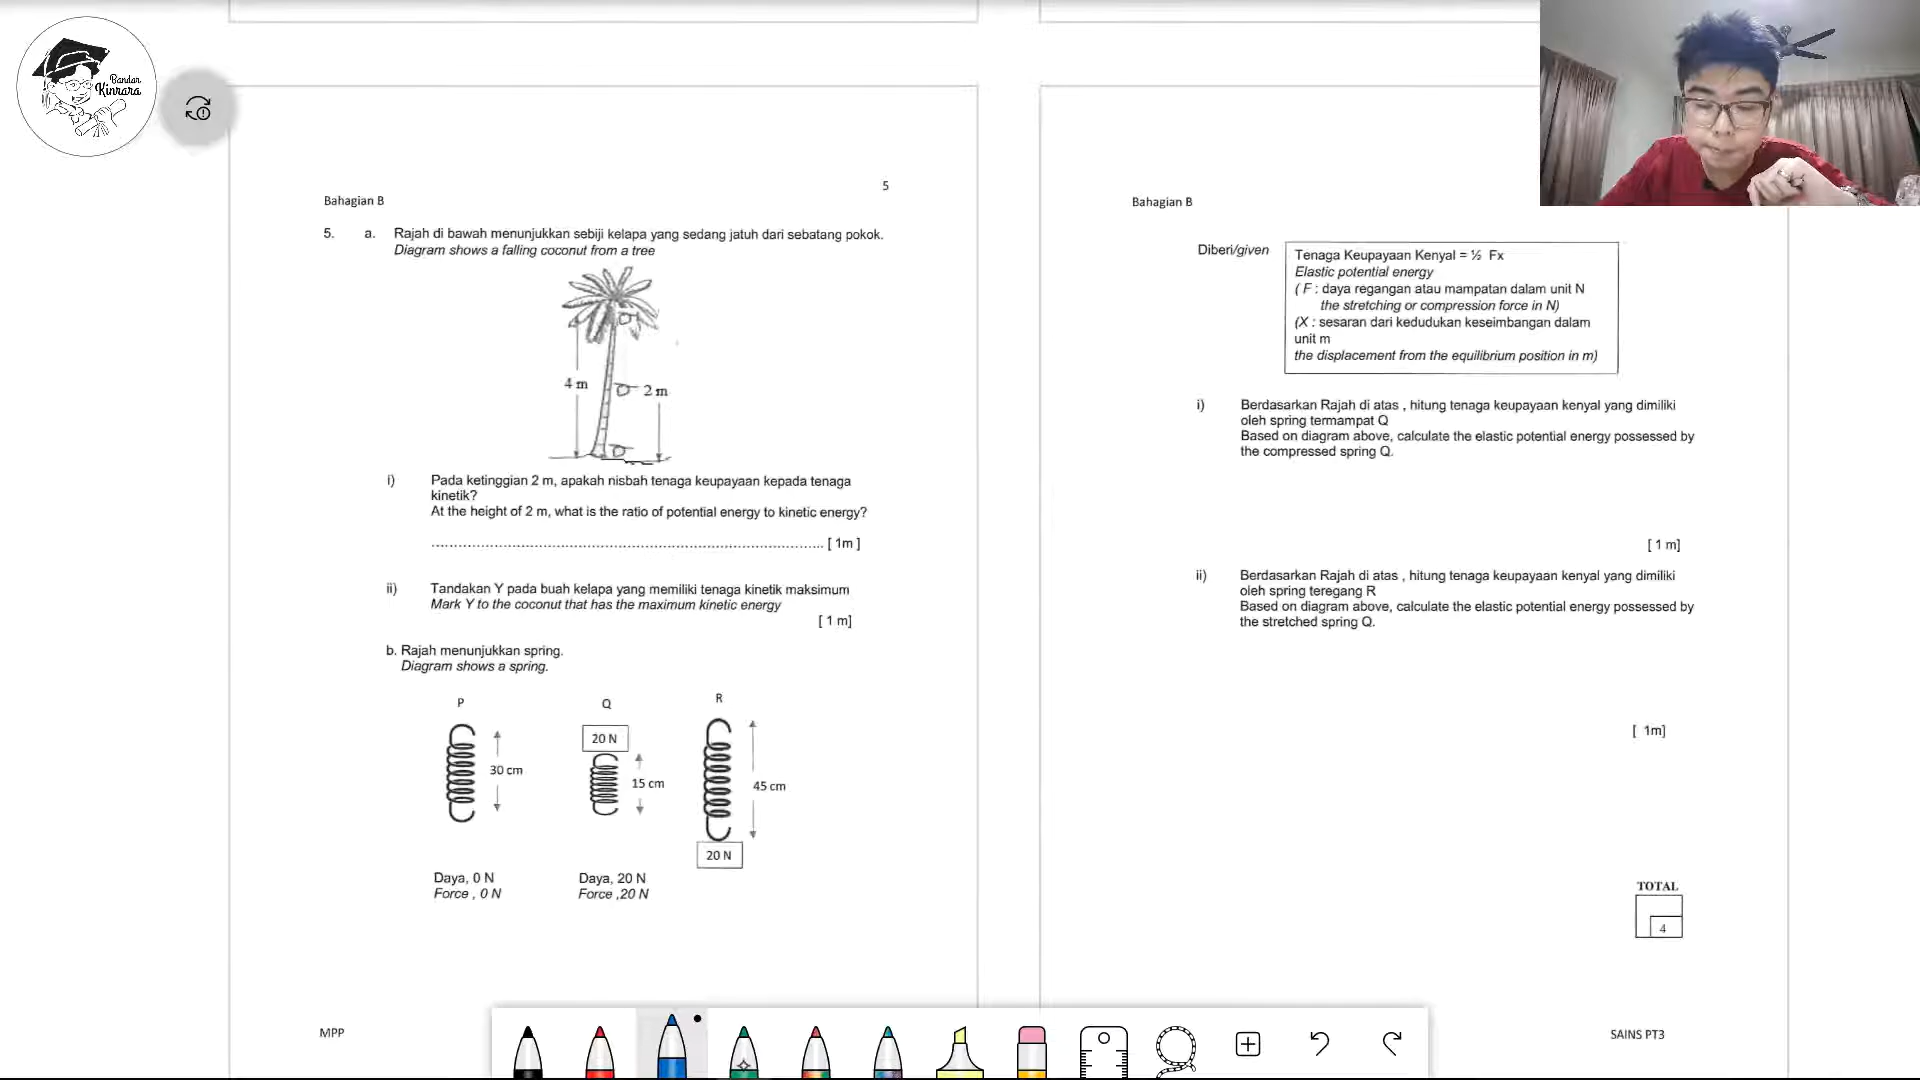 Bandar
Kinrara
5
Bahagian B
5. a. Rajah di bawah menunjukkan sebiji kelapa yang sedang jatuh dari sebatang pokok.
Diagram shows a falling coconut from a tree
4 m
2 m
i) Pada ketinggian 2 m, apakah nisbah tenaga keupayaan kepada tenaga
kinetik?
At the height of 2 m, what is the ratio of potential energy to kinetic energy?
.................................................................................... [ 1m ]
ii) Tandakan Y pada buah kelapa yang memiliki tenaga kinetik maksimum
Mark Y to the coconut that has the maximum kinetic energy
[ 1 m]
b. Rajah menunjukkan spring.
Diagram shows a spring.
P
Q
R
20 N
30 cm
15 cm
45 cm
20 N
Daya, 0 N
Force , 0 N
Daya, 20 N
Force ,20 N
MPP
Bahagian B
Diberi/given
Tenaga Keupayaan Kenyal = ½ Fx
Elastic potential energy
( F : daya regangan atau mampatan dalam unit N
the stretching or compression force in N)
(X : sesaran dari kedudukan keseimbangan dalam
unit m
the displacement from the equilibrium position in m)
i) Berdasarkan Rajah di atas , hitung tenaga keupayaan kenyal yang dimiliki
oleh spring termampat Q
Based on diagram above, calculate the elastic potential energy possessed by
the compressed spring Q.
[ 1 m]
ii) Berdasarkan Rajah di atas , hitung tenaga keupayaan kenyal yang dimiliki
oleh spring teregang R
Based on diagram above, calculate the elastic potential energy possessed by
the stretched spring Q.
[ 1m]
TOTAL
4
SAINS PT3